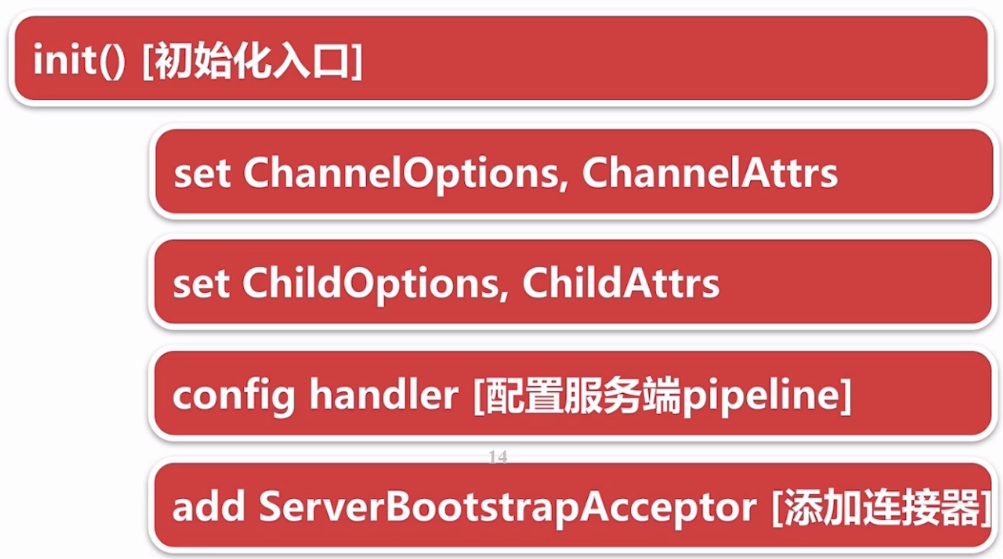 init() [初始化入口]
set ChannelOptions, ChannelAttrs
set ChildOptions, ChildAttrs
config handler [配置服务端pipeline]
14
add ServerBootstrapAcceptor [添加连接器]